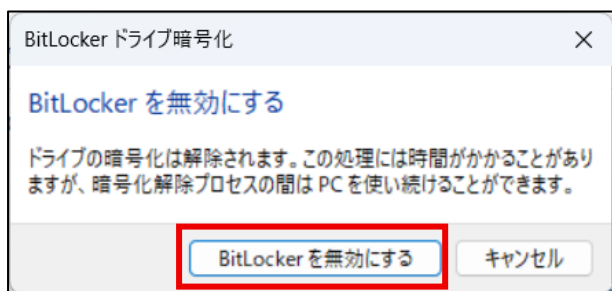 BitLocker ドライブ暗号化
BitLocker を無効にする
ドライブの暗号化は解除されます。この処理には時間がかかることがあり
ますが、暗号化解除プロセスの間は PC を使い続けることができます。
BitLocker を無効にする
キャンセル